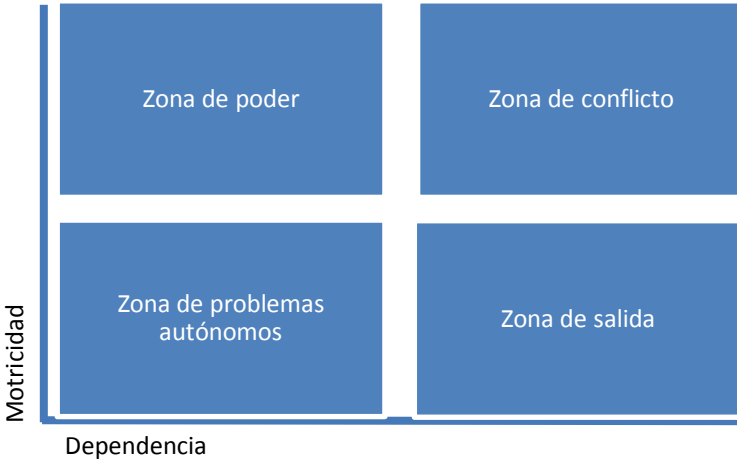 Zona de poder
Zona de conflicto
Zona de problemas
autónomos
Zona de salida
Motricidad
Dependencia